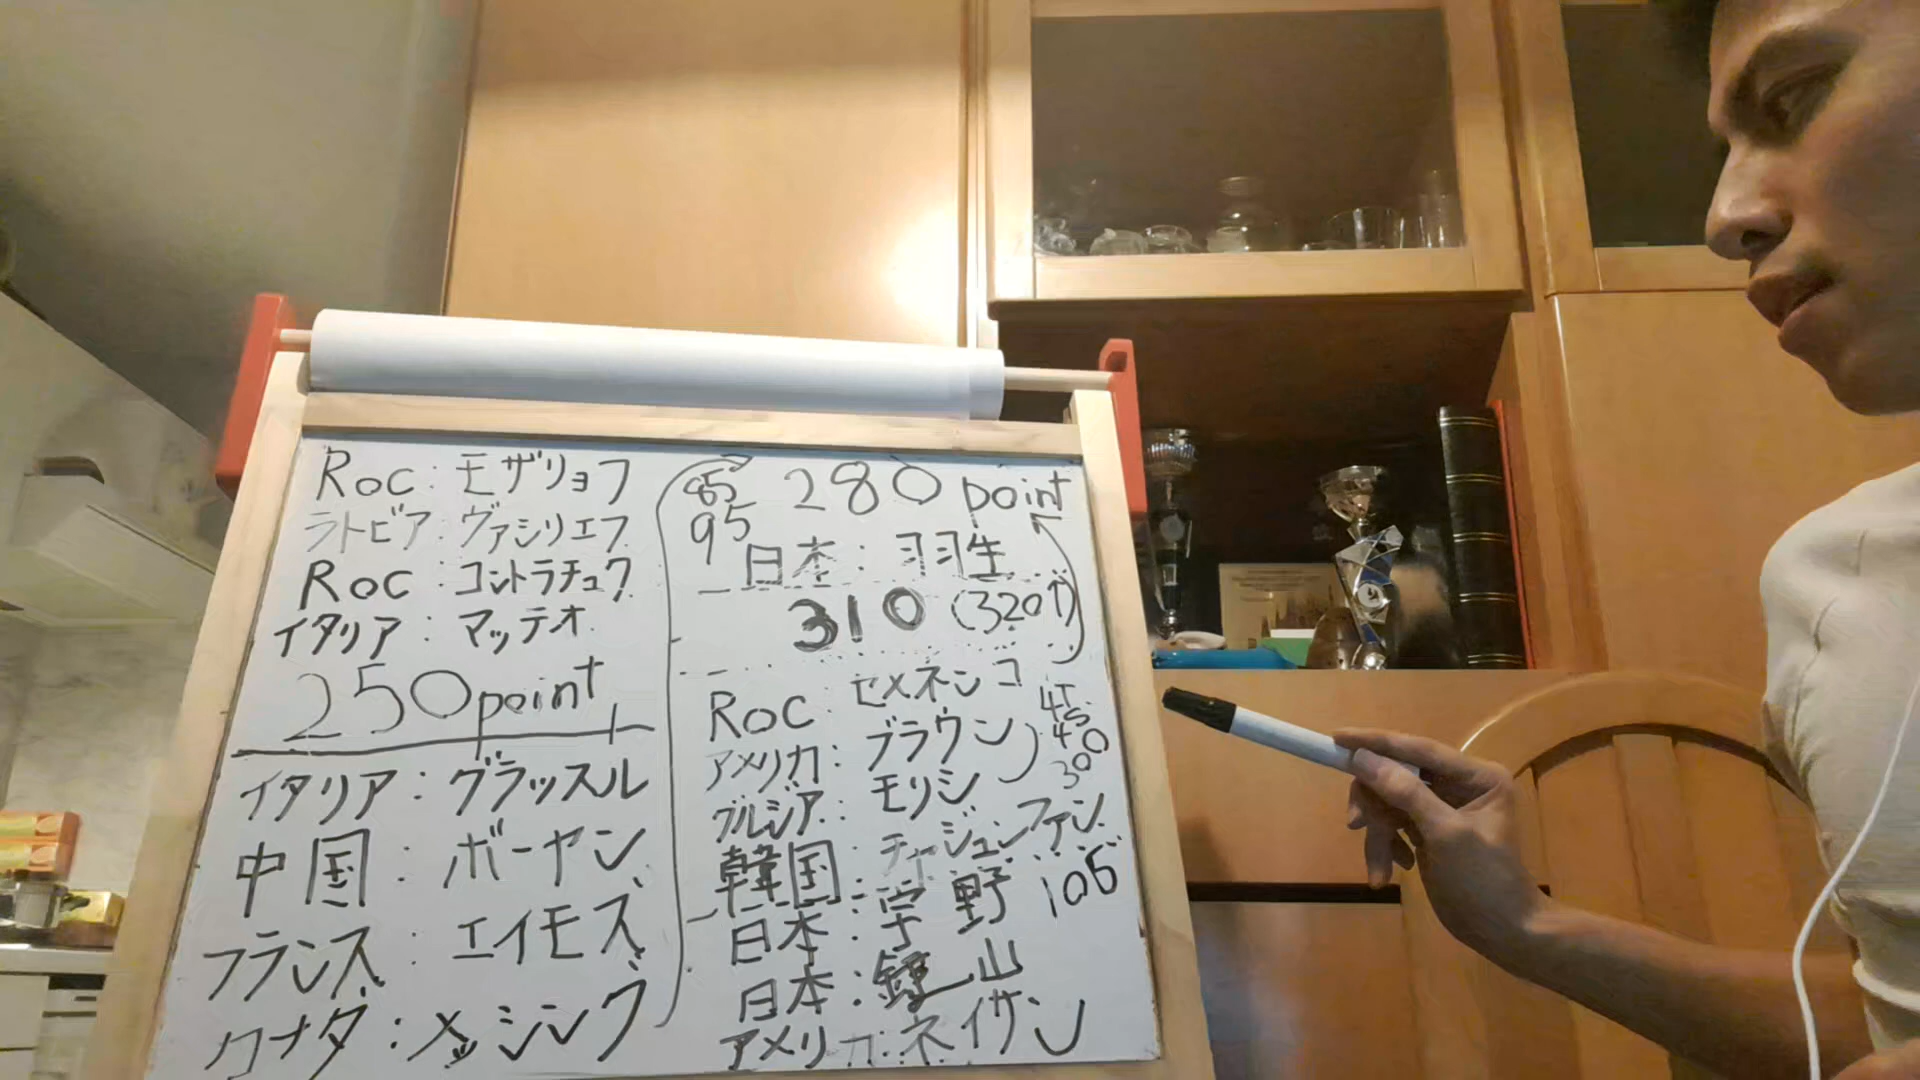 Roc:モザリョフ
ラトビア:ヴァシリエフ
Roc:コントラチュク
イタリア:マッテオ
250point
イタリア:グラッスル
中国:ボーヤン
フランス:エイモズ
カナダ:メッシング
85
95
280 point
日本:羽生
310 (320↑)
Roc:セメネンコ
アメリカ:ブラウン
グルジア:モリシ
4T
4S
300
韓国:チャジュンファン
日本:宇野 105
日本:鍵山
アメリカ:ネイサン